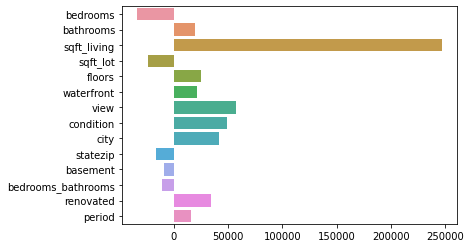 bedrooms
bathrooms
sqft_living
sqft_lot
floors
waterfront
view
condition
city
statezip
basement
bedrooms_bathrooms
renovated
period
0 50000 100000 150000 200000 250000